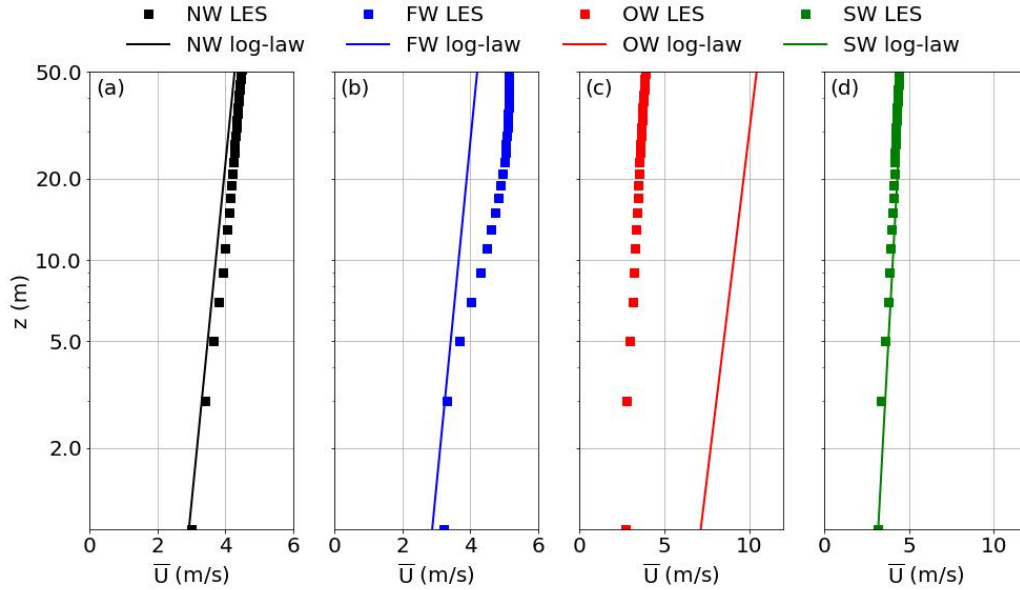 NW LES FW LES OW LES SW LES
NW log-law FW log-law OW log-law SW log-law
50.0 (a) (b) (c) (d)
20.0
10.0
5.0
2.0
z (m)
0 2 4 6 0 2 4 6 0 5 10 0 5 10
U̅ (m/s) U̅ (m/s) U̅ (m/s) U̅ (m/s)